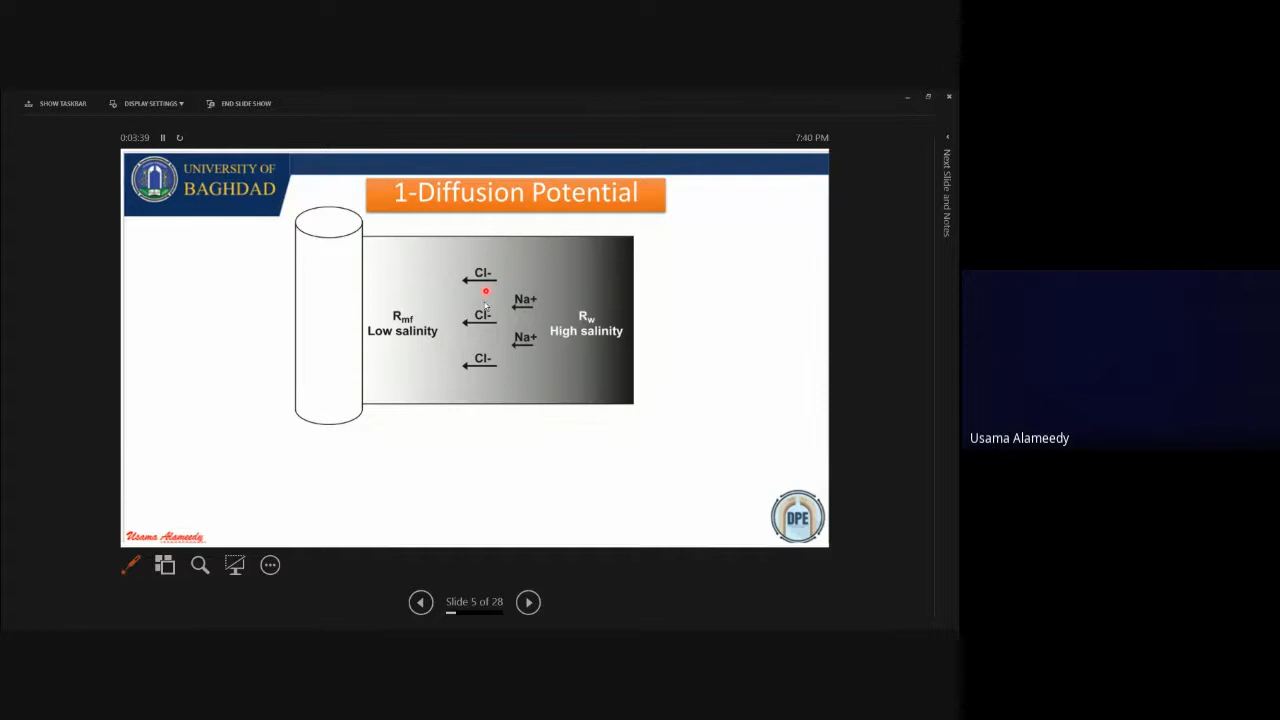 SHOW TASKBAR
DISPLAY SETTINGS
END SLIDE SHOW
0:03:39
7:40 PM
Next Slide and Notes
UNIVERSITY OF
BAGHDAD
1-Diffusion Potential
Cl-
Na+
Rmf
Low salinity
Cl-
Rw
High salinity
Na+
Cl-
Usama Alameedy
DPE
Usama Alameedy
Slide 5 of 28